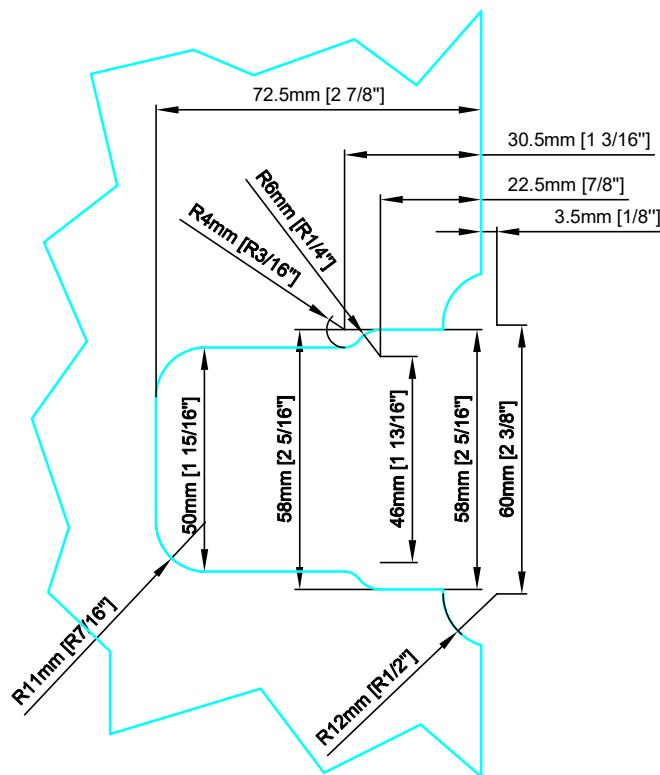 72.5mm [2 7/8"]
30.5mm [1 3/16"]
R6mm [R1/4"]
22.5mm [7/8"]
R4mm [R3/16"]
3.5mm [1/8"]
50mm [1 15/16"]
58mm [2 5/16"]
46mm [1 13/16"]
58mm [2 5/16"]
60mm [2 3/8"]
R11mm [R7/16"]
R12mm [R1/2"]